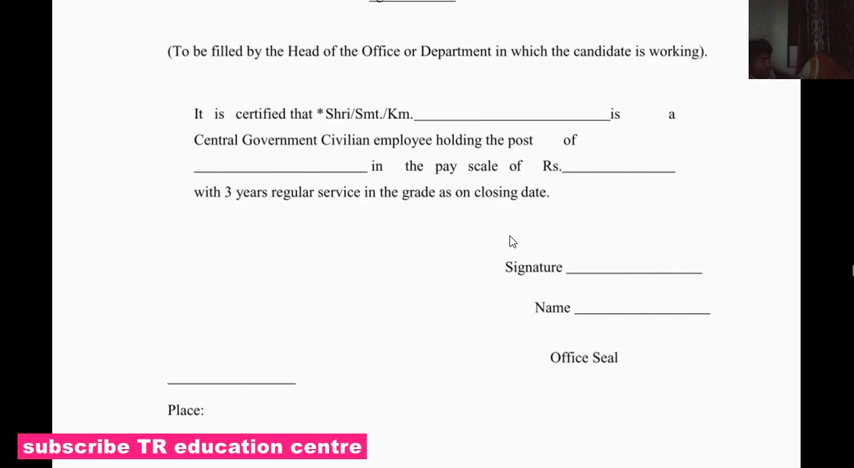 (To be filled by the Head of the Office or Department in which the candidate is working).
It is certified that *Shri/Smt./Km.__________________________is a
Central Government Civilian employee holding the post of
_______________________ in the pay scale of Rs._______________
with 3 years regular service in the grade as on closing date.
Signature __________________
Name __________________
Office Seal
_________________
Place:
subscribe TR education centre